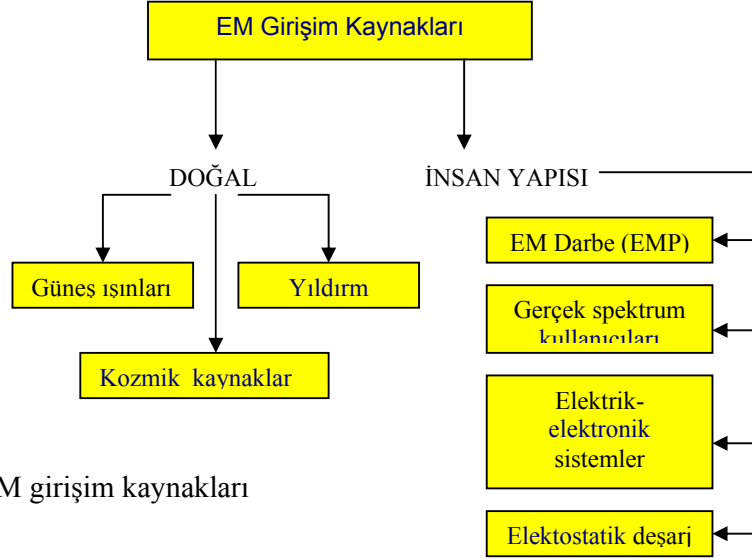 EM Girişim Kaynakları
DOĞAL
İNSAN YAPISI
Güneş ışınları
Yıldırm
Kozmik kaynaklar
EM Darbe (EMP)
Gerçek spektrum
kullanıcıları
Elektrik-
elektronik
sistemler
Elektostatik deşarj
M girişim kaynakları